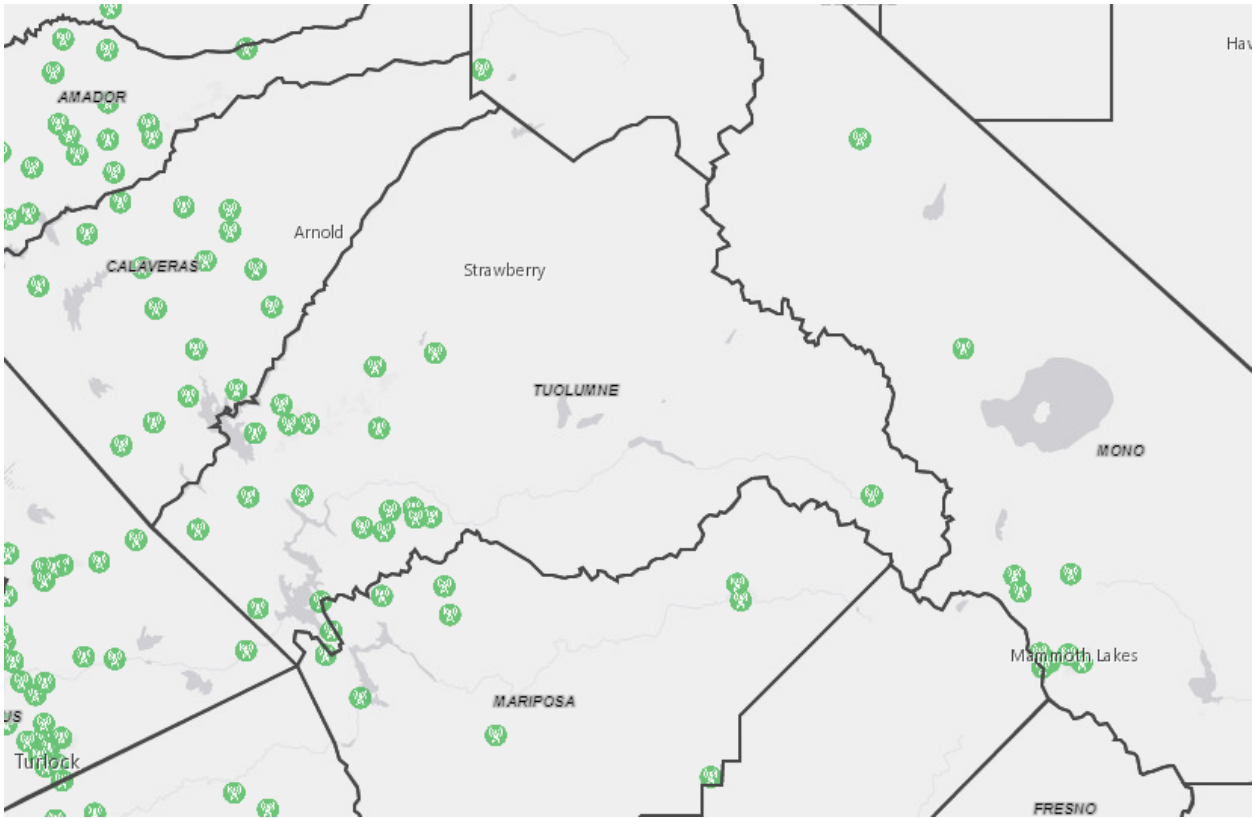 Hav
AMADOR
Arnold
CALAVERAS
Strawberry
TUOLUMNE
MONO
Mammoth Lakes
MARIPOSA
US
Turlock
FRESNO